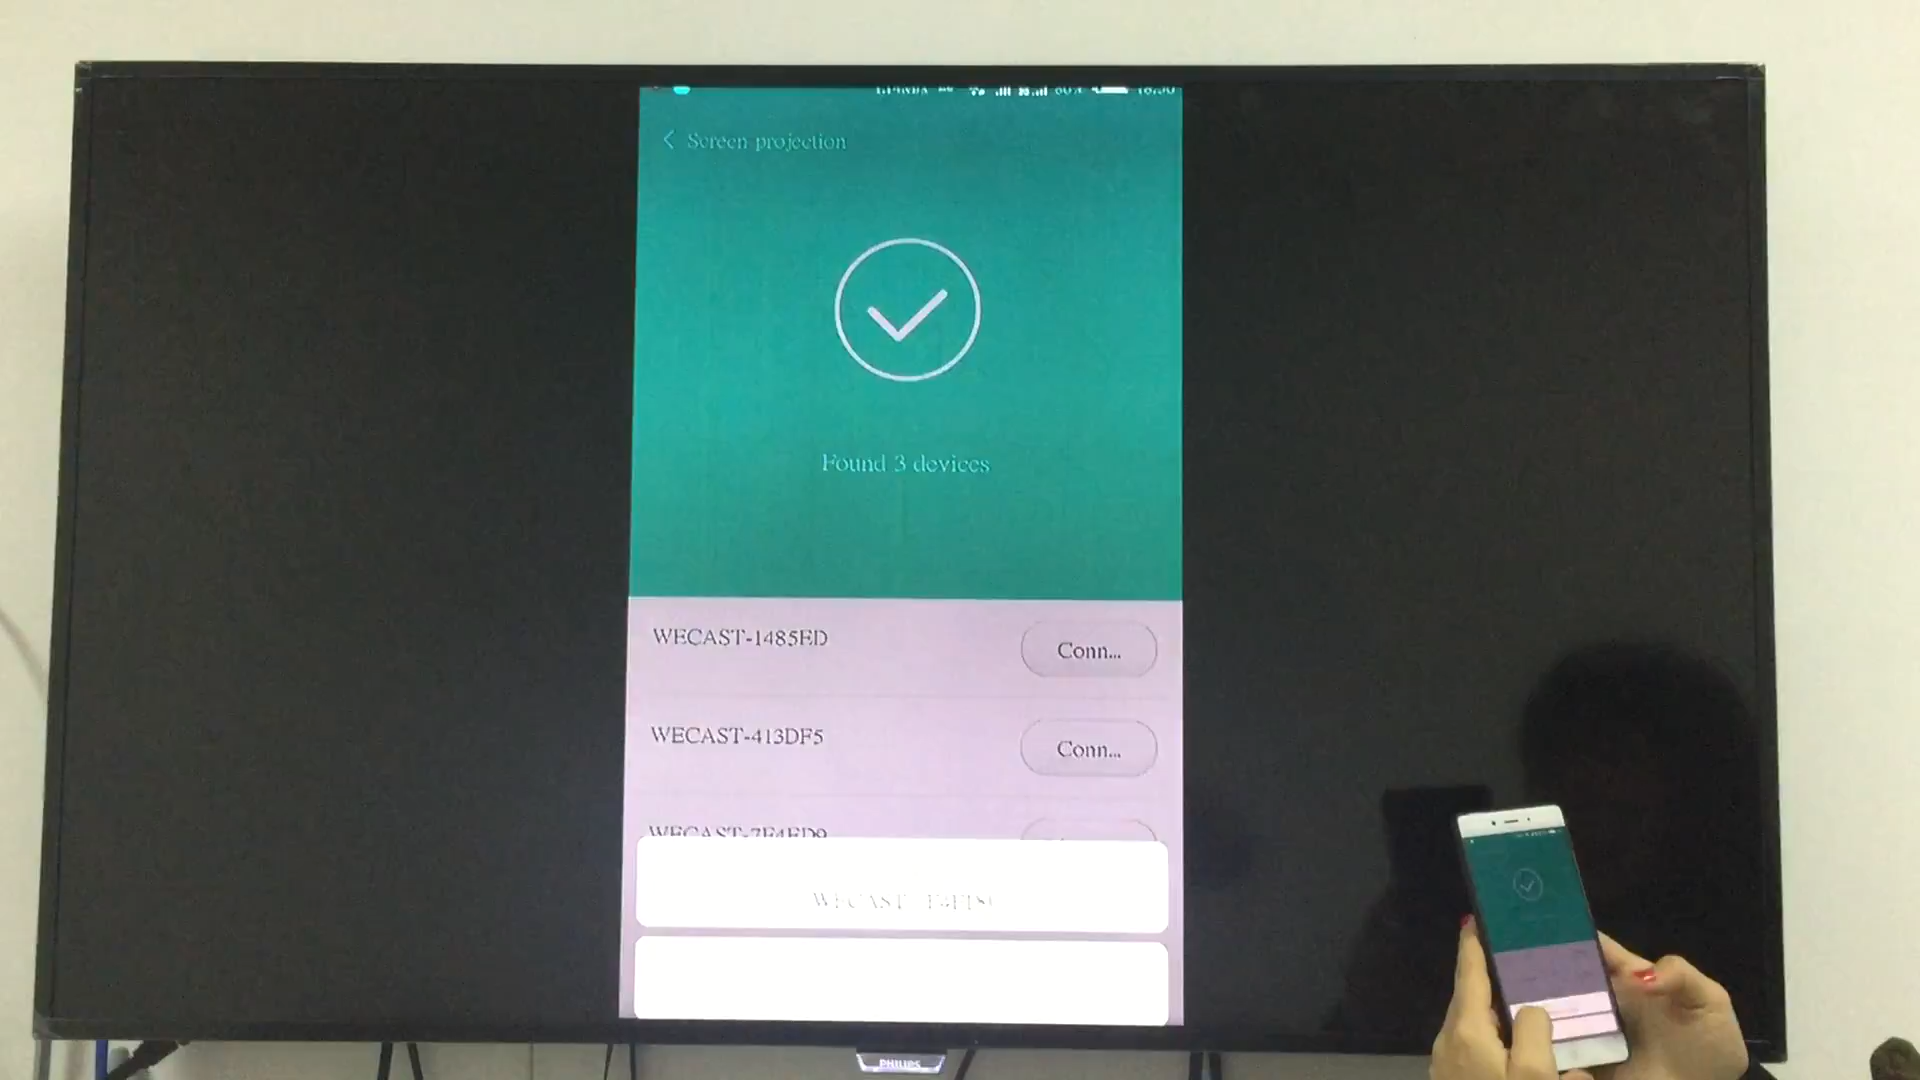 Screen projection
Found 3 devices
WECAST-1485ED
Conn...
WECAST-413DF5
Conn...
PHILIPS